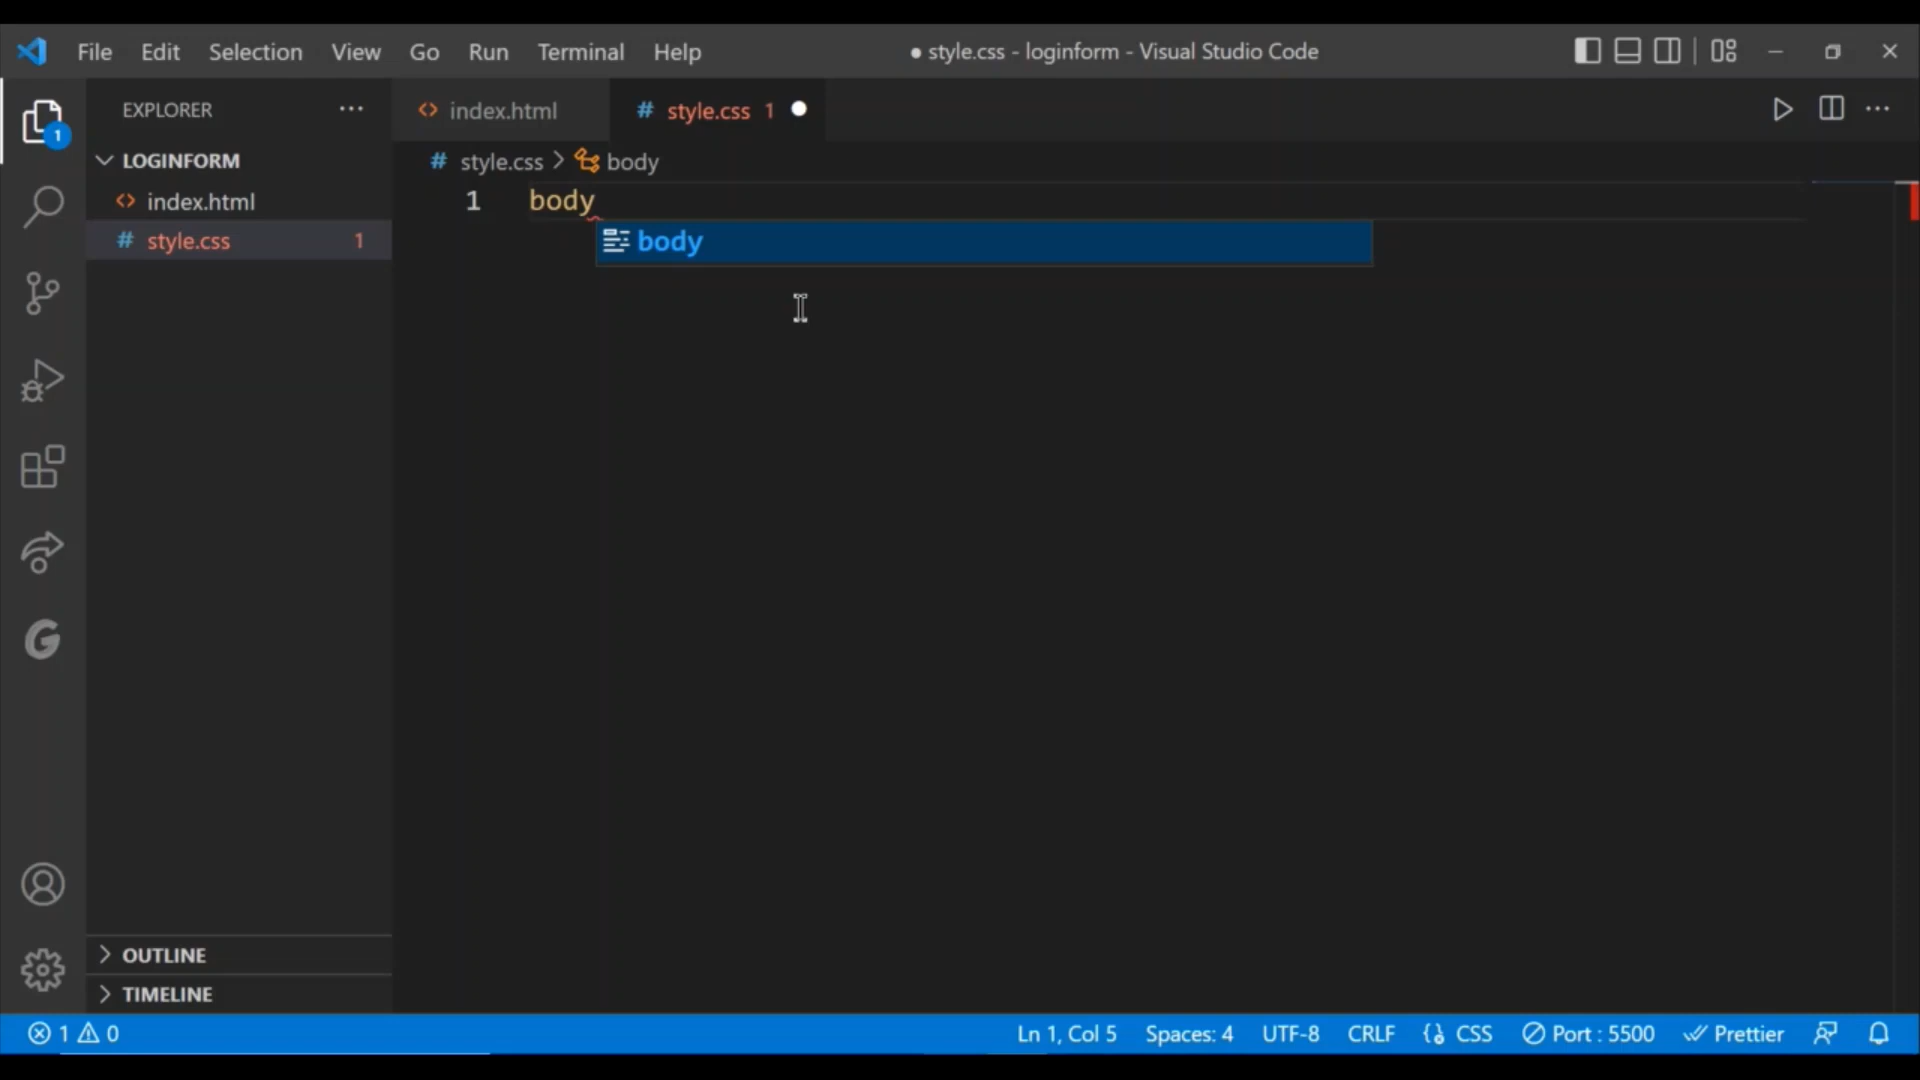 File Edit Selection View Go Run Terminal Help
● style.css - loginform - Visual Studio Code
EXPLORER ···
index.html
# style.css 1
1
LOGINFORM
# style.css > body
index.html
1 body
# style.css 1
body
OUTLINE
TIMELINE
1 0
Ln 1, Col 5 Spaces: 4 UTF-8 CRLF {} CSS Port : 5500 Prettier